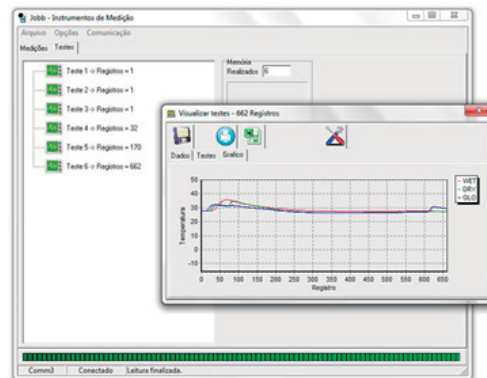 Jobb - Instrumentos de Medição
Arquivo Opções Comunicação
Medições Testes
Teste 1 -> Registros = 1
Teste 2 -> Registros = 1
Teste 3 -> Registros = 1
Teste 4 -> Registros = 32
Teste 5 -> Registros = 170
Teste 6 -> Registros = 662
Memória
Realizados 6
Visualizar testes - 662 Registros
Dados Testes Grafico
50
40
30
20
10
0
-10
Temperatura
0 50 100 150 200 250 300 350 400 450 500 550 600 650
Registro
WET
DRY
GLO
Comm3 Conectado Leitura finalizada.